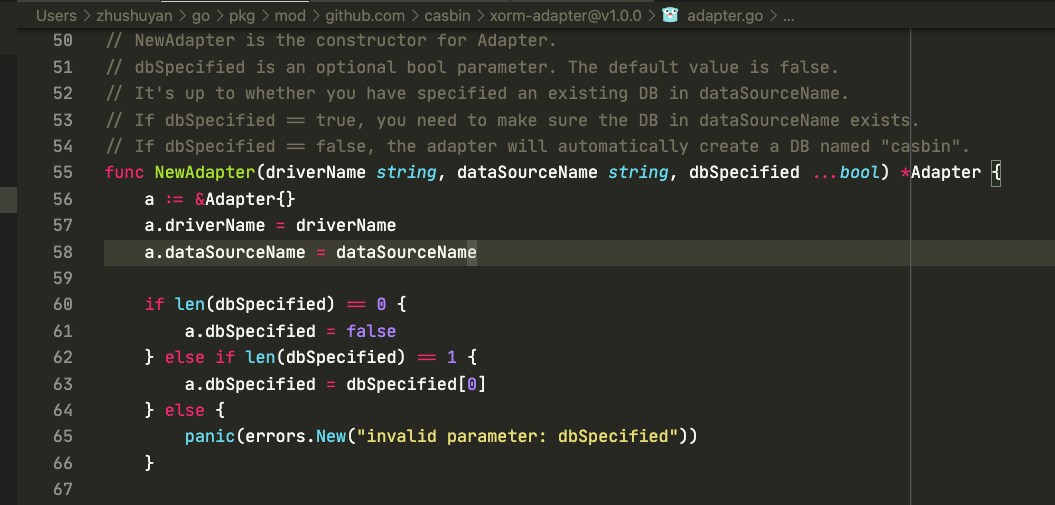 Users > zhushuyan > go > pkg > mod > github.com > casbin > xorm-adapter@v1.0.0 > adapter.go > ...
50 // NewAdapter is the constructor for Adapter.
51 // dbSpecified is an optional bool parameter. The default value is false.
52 // It's up to whether you have specified an existing DB in dataSourceName.
53 // If dbSpecified == true, you need to make sure the DB in dataSourceName exists.
54 // If dbSpecified == false, the adapter will automatically create a DB named "casbin".
55 func NewAdapter(driverName string, dataSourceName string, dbSpecified ...bool) *Adapter {
56     a := &Adapter{}
57     a.driverName = driverName
58     a.dataSourceName = dataSourceName
59
60     if len(dbSpecified) == 0 {
61         a.dbSpecified = false
62     } else if len(dbSpecified) == 1 {
63         a.dbSpecified = dbSpecified[0]
64     } else {
65         panic(errors.New("invalid parameter: dbSpecified"))
66     }
67